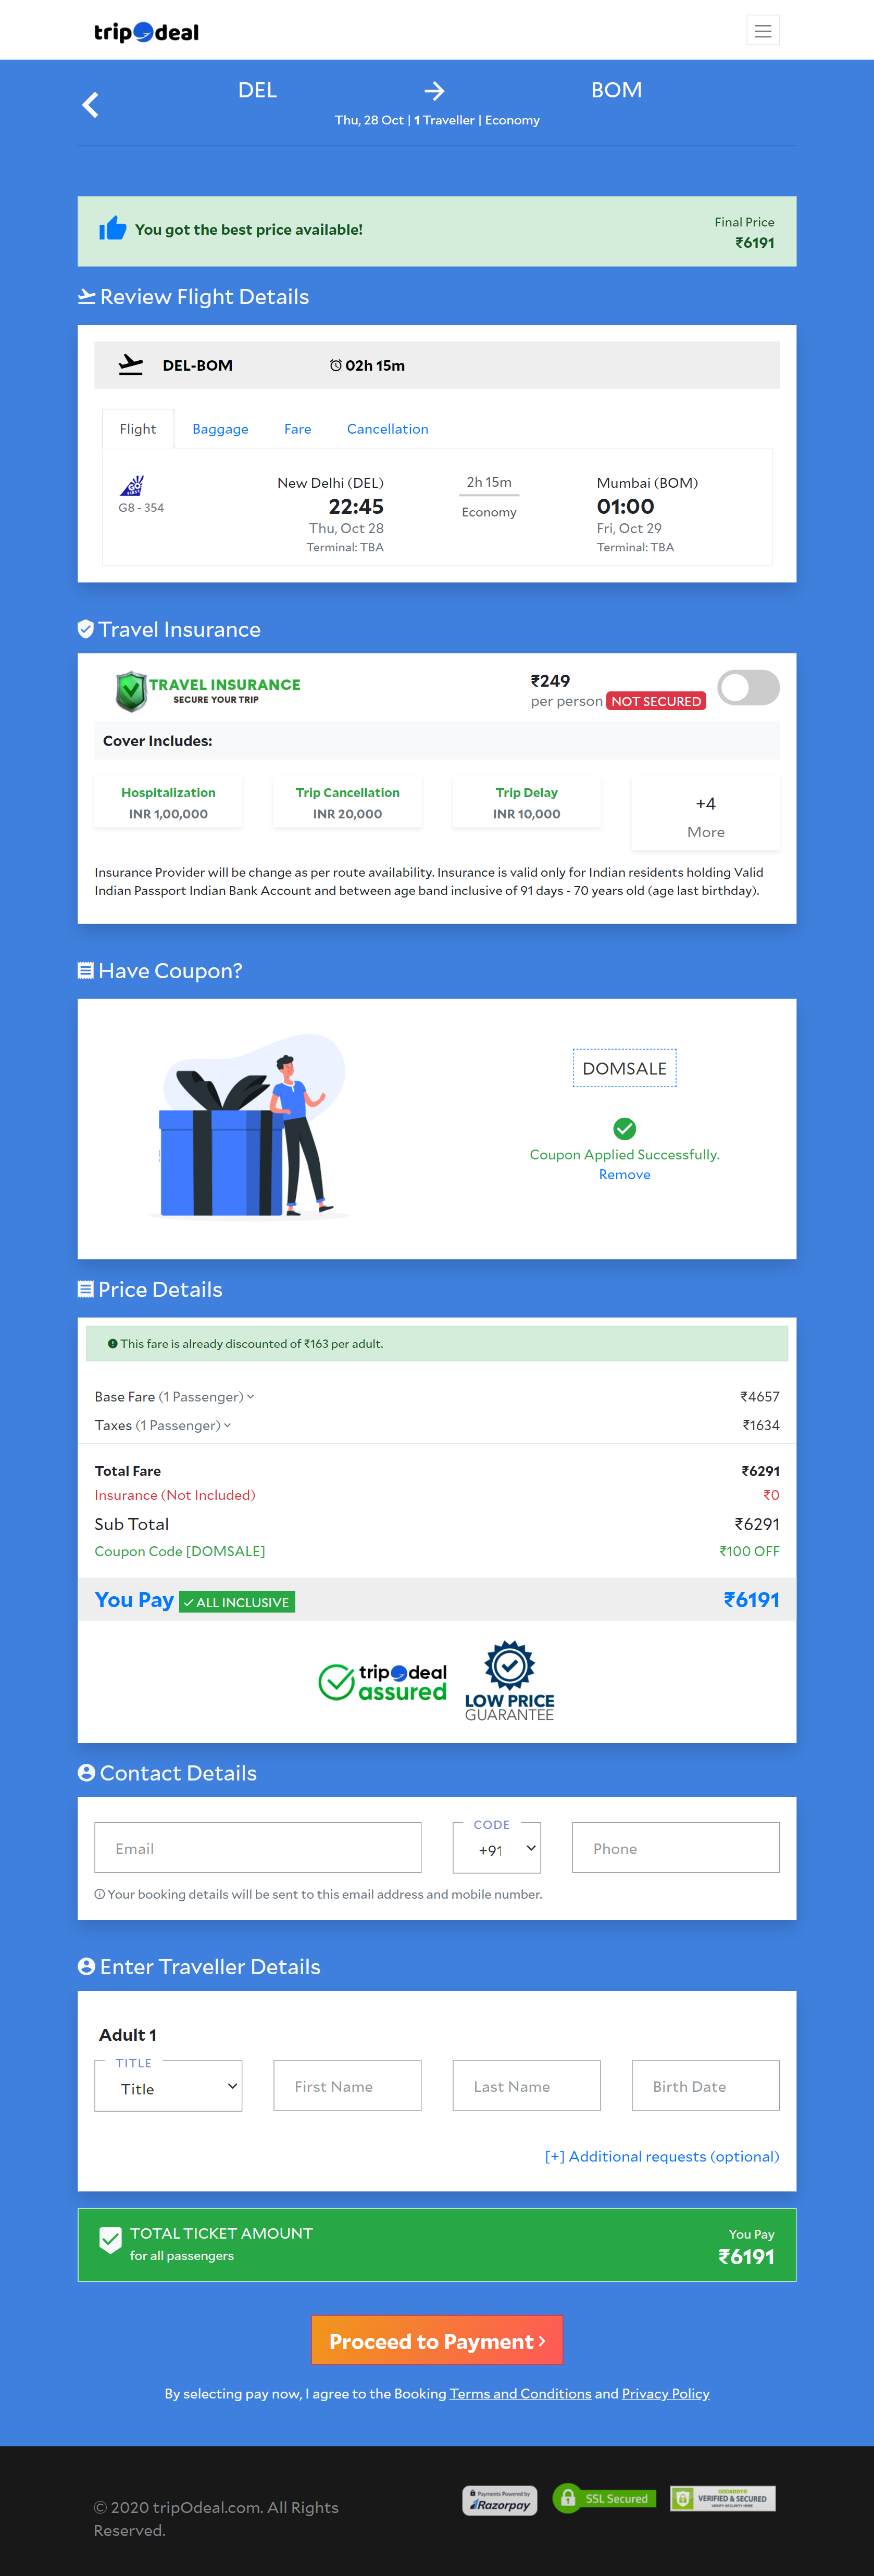 tripOdeal
DEL → BOM
Thu, 28 Oct | 1 Traveller | Economy
You got the best price available!
Final Price
₹6191
Review Flight Details
DEL-BOM 02h 15m
Flight Baggage Fare Cancellation
G8 - 354
New Delhi (DEL)
22:45
Thu, Oct 28
Terminal: TBA
2h 15m
Economy
Mumbai (BOM)
01:00
Fri, Oct 29
Terminal: TBA
Travel Insurance
TRAVEL INSURANCE
SECURE YOUR TRIP
₹249
per person NOT SECURED
Cover Includes:
Hospitalization
INR 1,00,000
Trip Cancellation
INR 20,000
Trip Delay
INR 10,000
+4
More
Insurance Provider will be change as per route availability. Insurance is valid only for Indian residents holding Valid
Indian Passport Indian Bank Account and between age band inclusive of 91 days - 70 years old (age last birthday).
Have Coupon?
DOMSALE
Coupon Applied Successfully.
Remove
Price Details
This fare is already discounted of ₹163 per adult.
Base Fare (1 Passenger) ₹4657
Taxes (1 Passenger) ₹1634
Total Fare ₹6291
Insurance (Not Included) ₹0
Sub Total ₹6291
Coupon Code [DOMSALE] ₹100 OFF
You Pay ✓ ALL INCLUSIVE ₹6191
tripOdeal
assured
LOW PRICE
GUARANTEE
Contact Details
Email
CODE
+91
Phone
Your booking details will be sent to this email address and mobile number.
Enter Traveller Details
Adult 1
TITLE
Title First Name Last Name Birth Date
[+] Additional requests (optional)
TOTAL TICKET AMOUNT
for all passengers
You Pay
₹6191
Proceed to Payment ›
By selecting pay now, I agree to the Booking Terms and Conditions and Privacy Policy
© 2020 tripOdeal.com. All Rights
Reserved.
Payments Powered by
Razorpay
SSL Secured
VERIFIED & SECURED
VERIFY SECURITY HERE